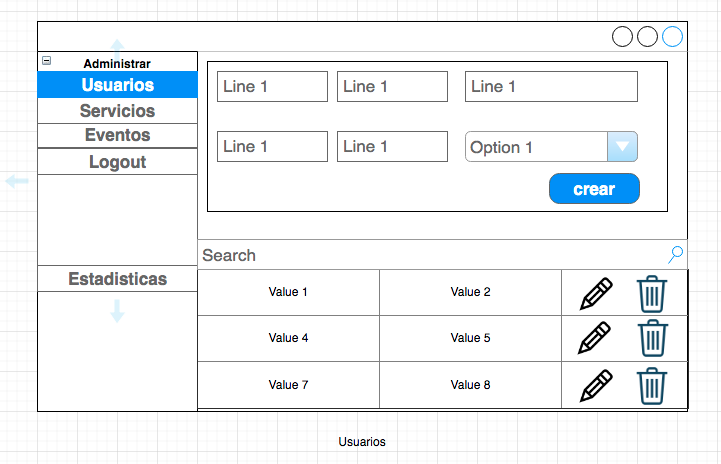 Administrar
Usuarios
Servicios
Eventos
Logout
Estadisticas
Line 1 Line 1 Line 1
Line 1 Line 1 Option 1
crear
Search
Value 1 Value 2
Value 4 Value 5
Value 7 Value 8
Usuarios